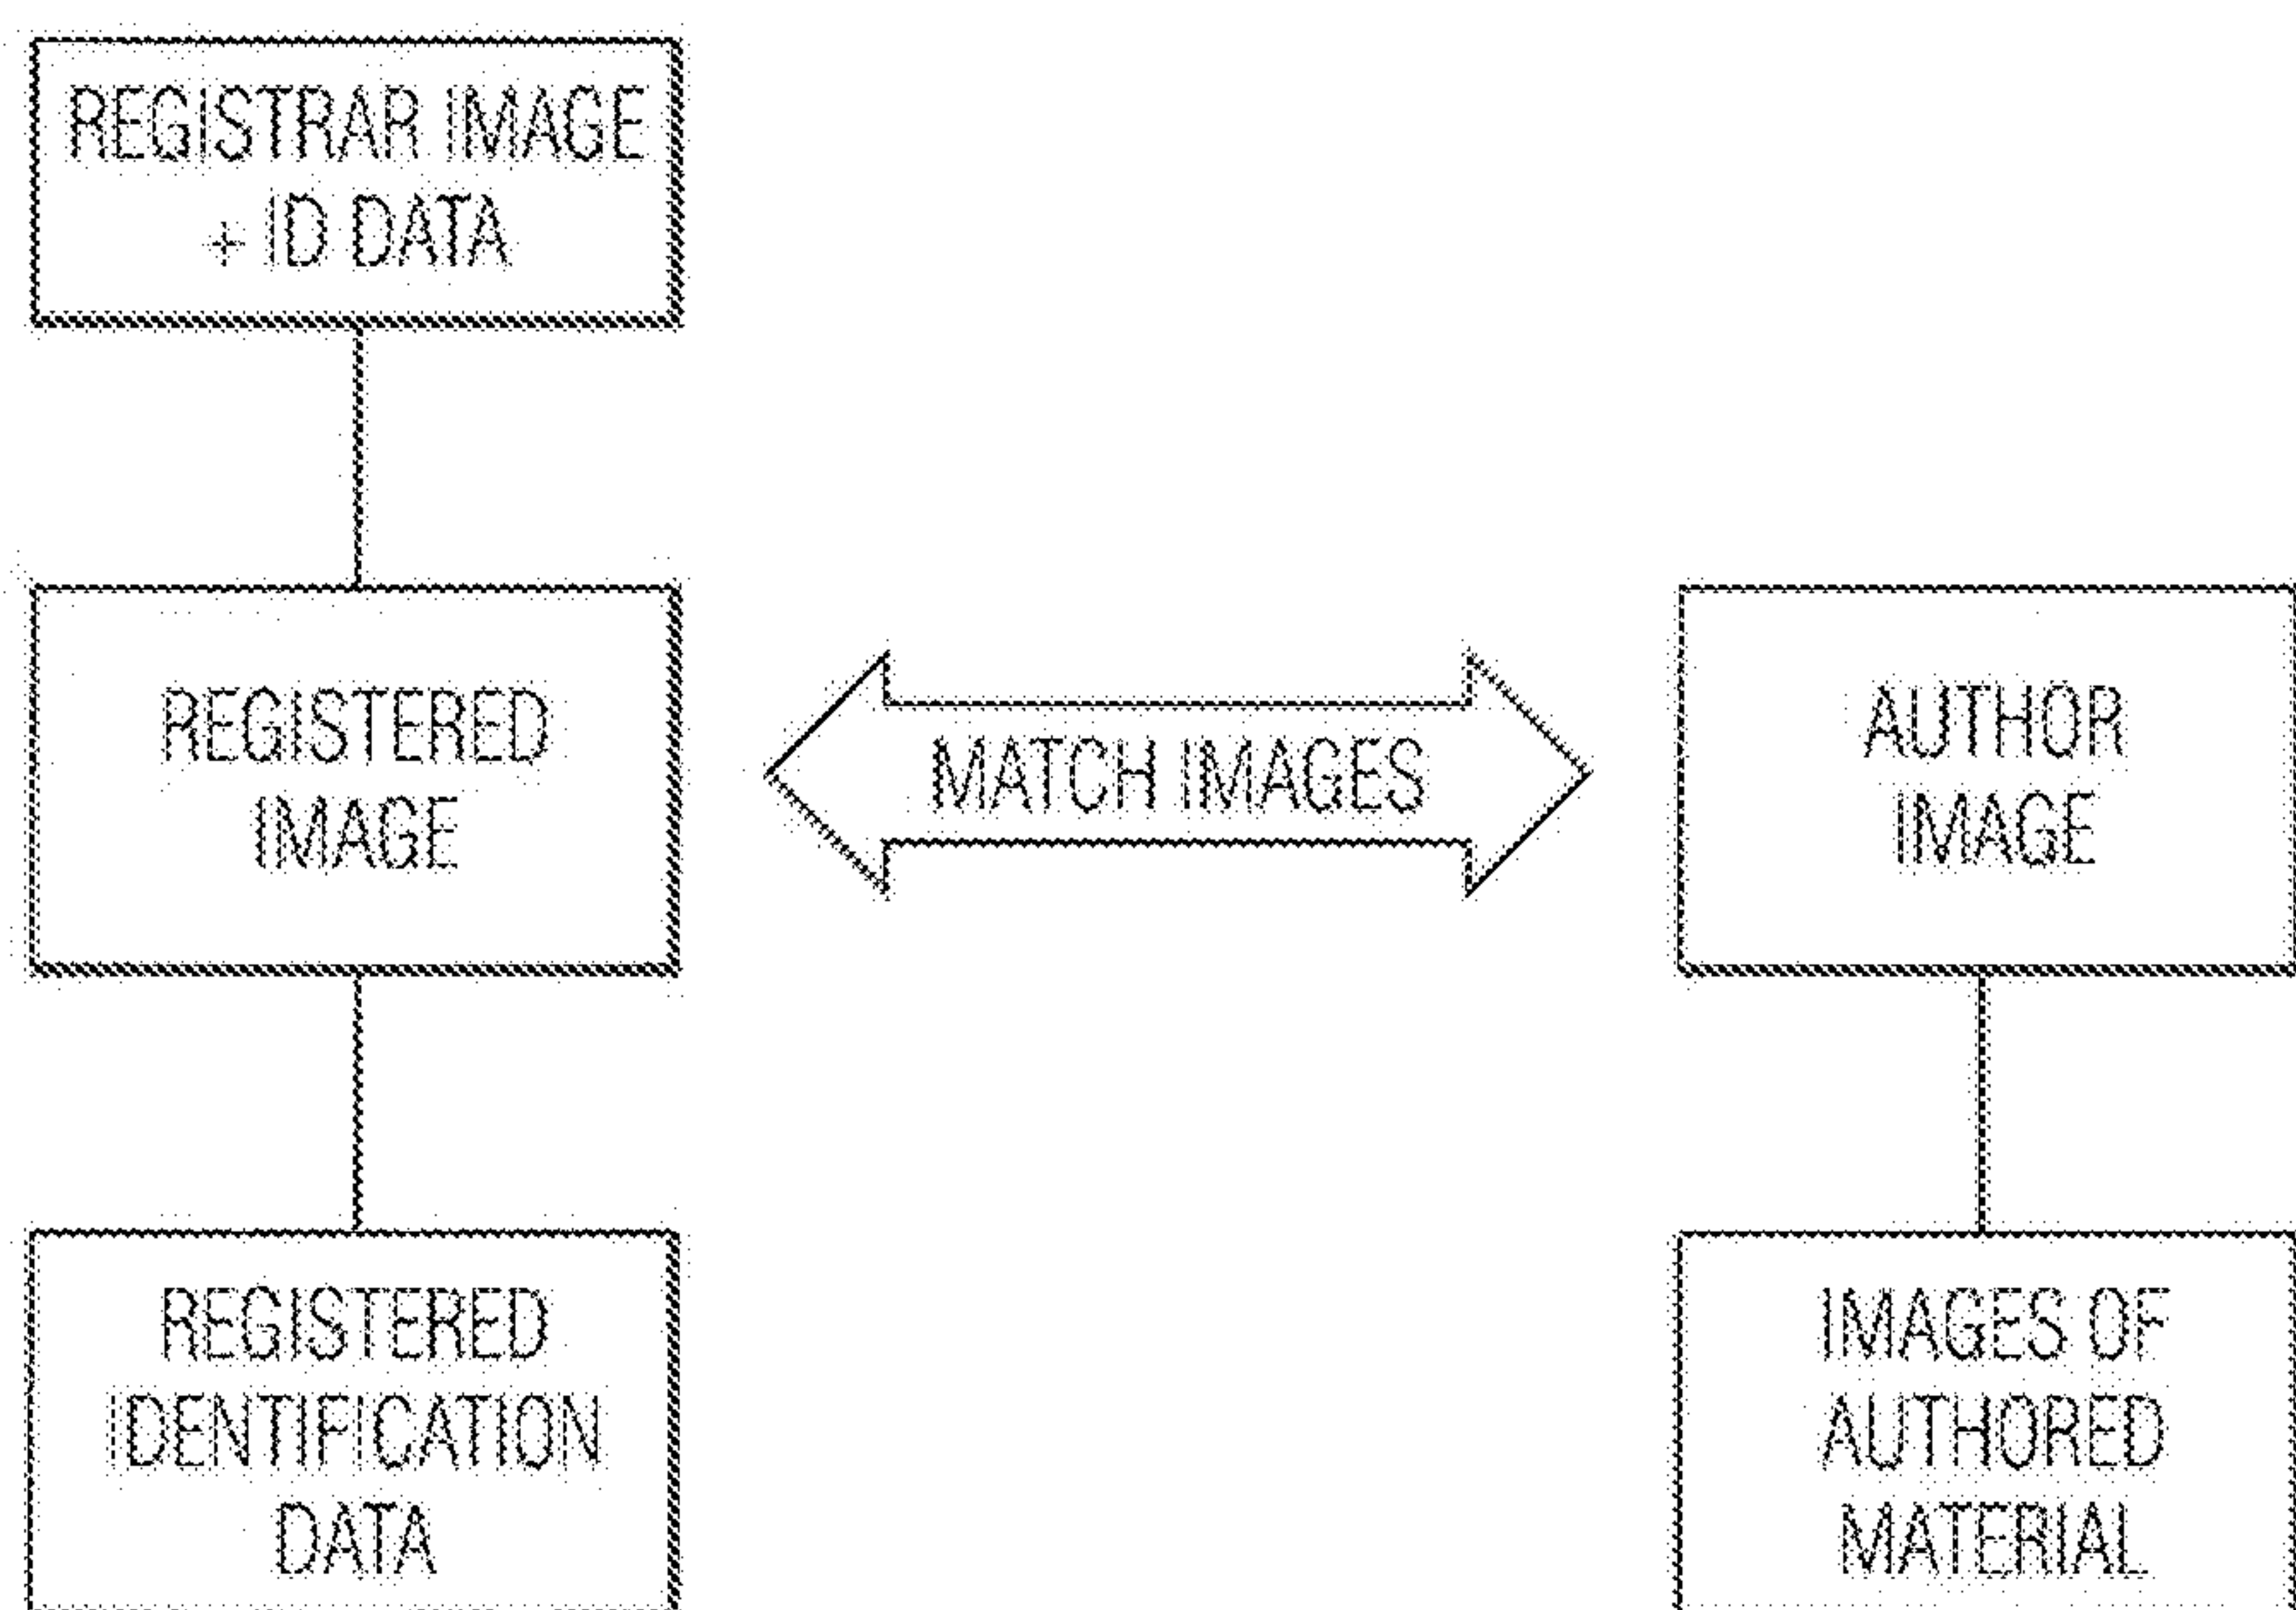 REGISTRAR IMAGE
+ ID DATA
REGISTERED
IMAGE
MATCH IMAGES
AUTHOR
IMAGE
REGISTERED
IDENTIFICATION
DATA
IMAGES OF
AUTHORED
MATERIAL